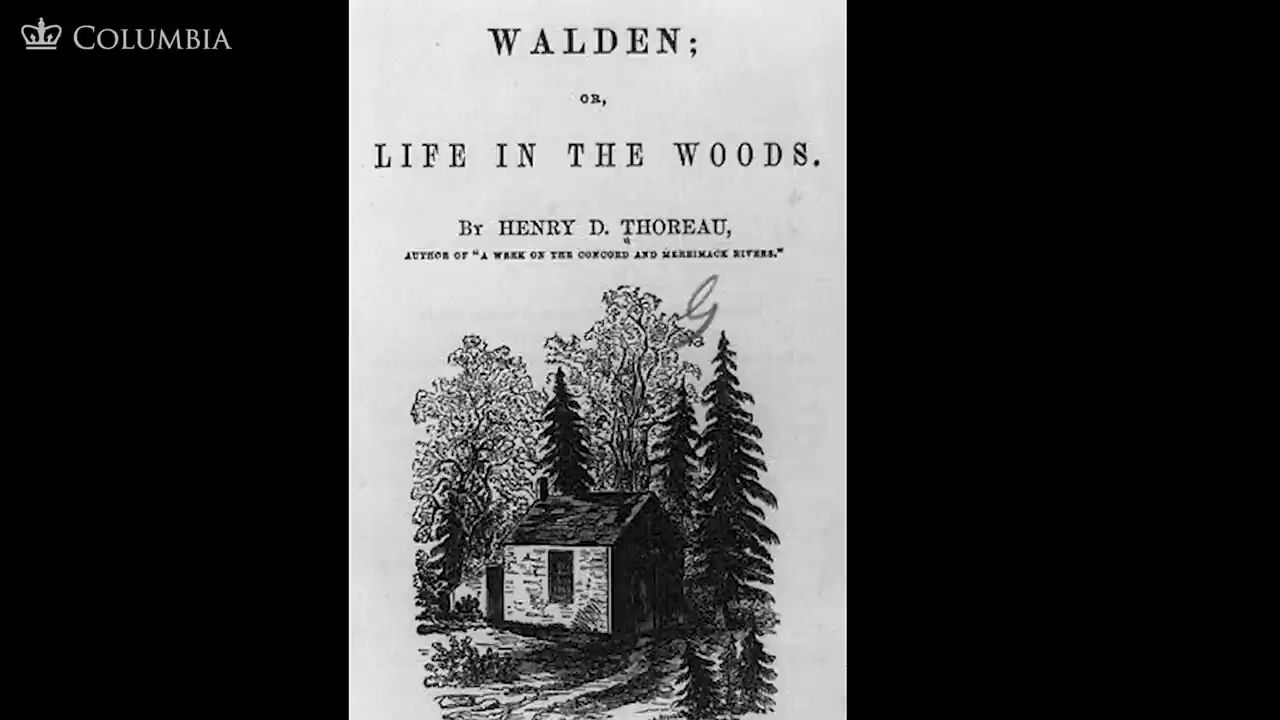 COLUMBIA
WALDEN;
OR,
LIFE IN THE WOODS.
By HENRY D. THOREAU,
AUTHOR OF "A WEEK ON THE CONCORD AND MERRIMACK RIVERS."
G